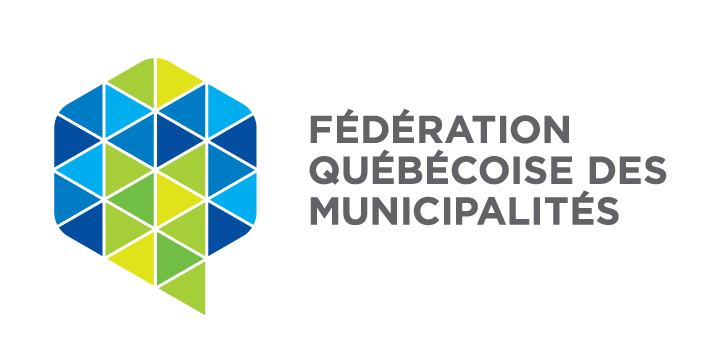 FÉDÉRATION
QUÉBÉCOISE DES
MUNICIPALITÉS